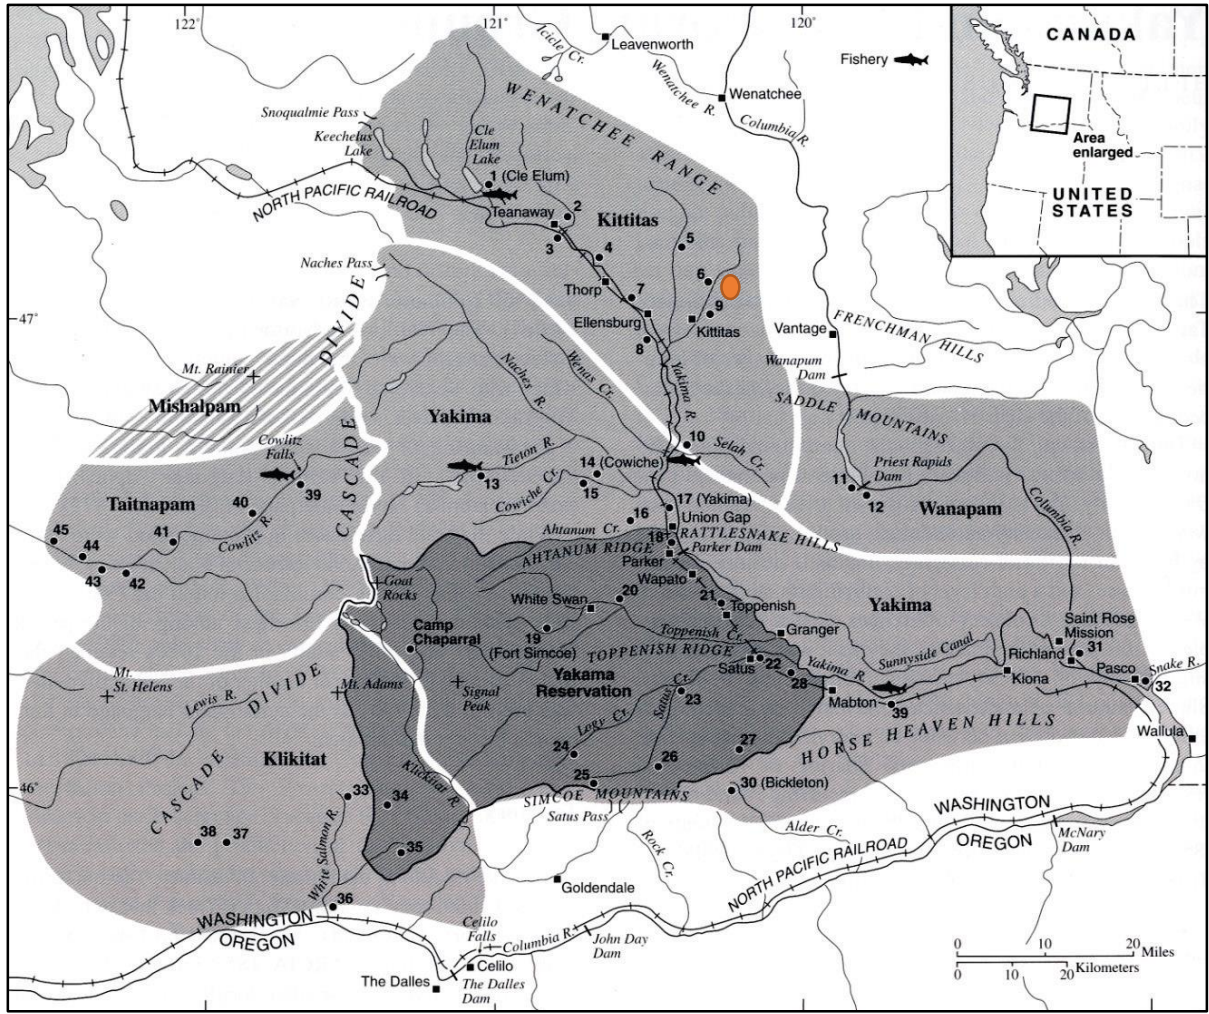 122°
121°
120°
Leavenworth
Icicle Cr.
Wenatchee R.
Wenatchee
Columbia R.
Fishery
CANADA
Area
enlarged
UNITED
STATES
WENATCHEE RANGE
Snoqualmie Pass
Keechelus
Lake
Cle
Elum
Lake
1 (Cle Elum)
NORTH PACIFIC RAILROAD
Teanaway
2
Kittitas
3
4
5
6
Thorp
7
9
Ellensburg
Kittitas
8
Naches Pass
47
Vantage
FRENCHMAN HILLS
Wanapum
Dam
DIVIDE
Mt. Rainier
Mishalpam
Naches R.
Wenas Cr.
Yakima R.
SADDLE MOUNTAINS
Yakima
Cowlitz
Falls
CASCADE
Tieton R.
10
Selah Cr.
14 (Cowiche)
13
15
Cowiche Cr.
Priest Rapids
Dam
11
12
Wanapam
Columbia R.
39
Taitnapam
40
Cowlitz R.
41
45
44
43
42
16
17 (Yakima)
Union Gap
Ahtanum Cr.
18
RATTLESNAKE HILLS
AHTANUM RIDGE
Parker
Parker Dam
Wapato
Goat
Rocks
White Swan
20
21
Toppenish
Yakima
Camp
Chaparral
19
(Fort Simcoe)
Toppenish Cr.
Granger
TOPPENISH RIDGE
Satus
22
Yakima R.
Sunnyside Canal
28
Saint Rose
Mission
31
Richland
Pasco
Snake R.
32
Kiona
Mt.
St. Helens
Lewis R.
DIVIDE
Mt. Adams
Signal
Peak
Yakama
Reservation
Satus Cr.
23
Mabton
39
Logy Cr.
24
HORSE HEAVEN HILLS
Wallula
Klikitat
CASCADE
Klickitat R.
27
26
25
30 (Bickleton)
46
SIMCOE MOUNTAINS
Satus Pass
33
34
White Salmon R.
38
37
35
36
Rock Cr.
Alder Cr.
WASHINGTON
OREGON
McNary
Dam
NORTH PACIFIC RAILROAD
Goldendale
WASHINGTON
OREGON
Celilo
Falls
Columbia R.
John Day
Dam
Celilo
The Dalles
The Dalles
Dam
0 10 20 Miles
0 10 20 Kilometers